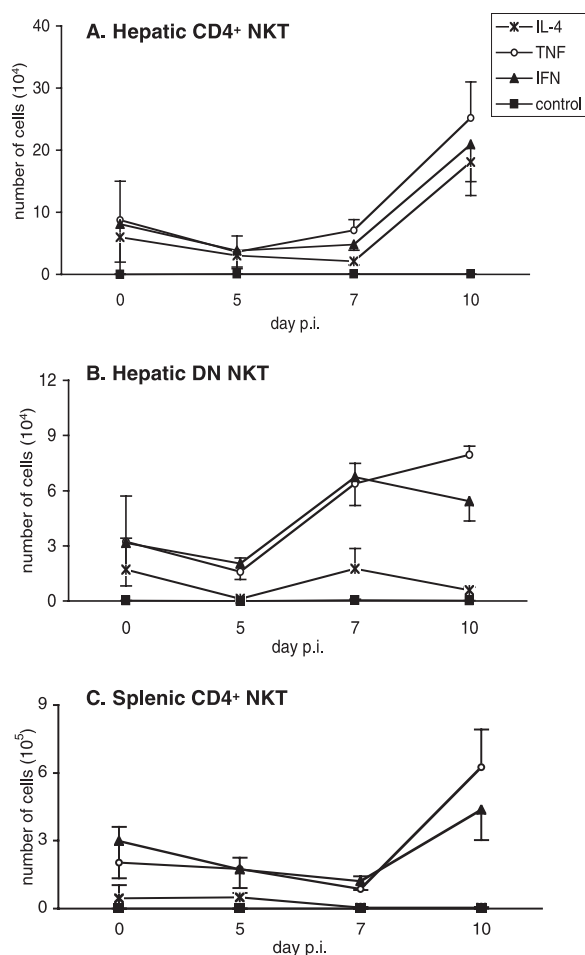 A. Hepatic CD4+ NKT
IL-4
TNF
IFN
control
number of cells (10⁴)
40
30
20
10
0
0 5 7 10
day p.i.
B. Hepatic DN NKT
number of cells (10⁴)
12
9
6
3
0
0 5 7 10
day p.i.
C. Splenic CD4+ NKT
number of cells (10⁵)
9
6
3
0
0 5 7 10
day p.i.